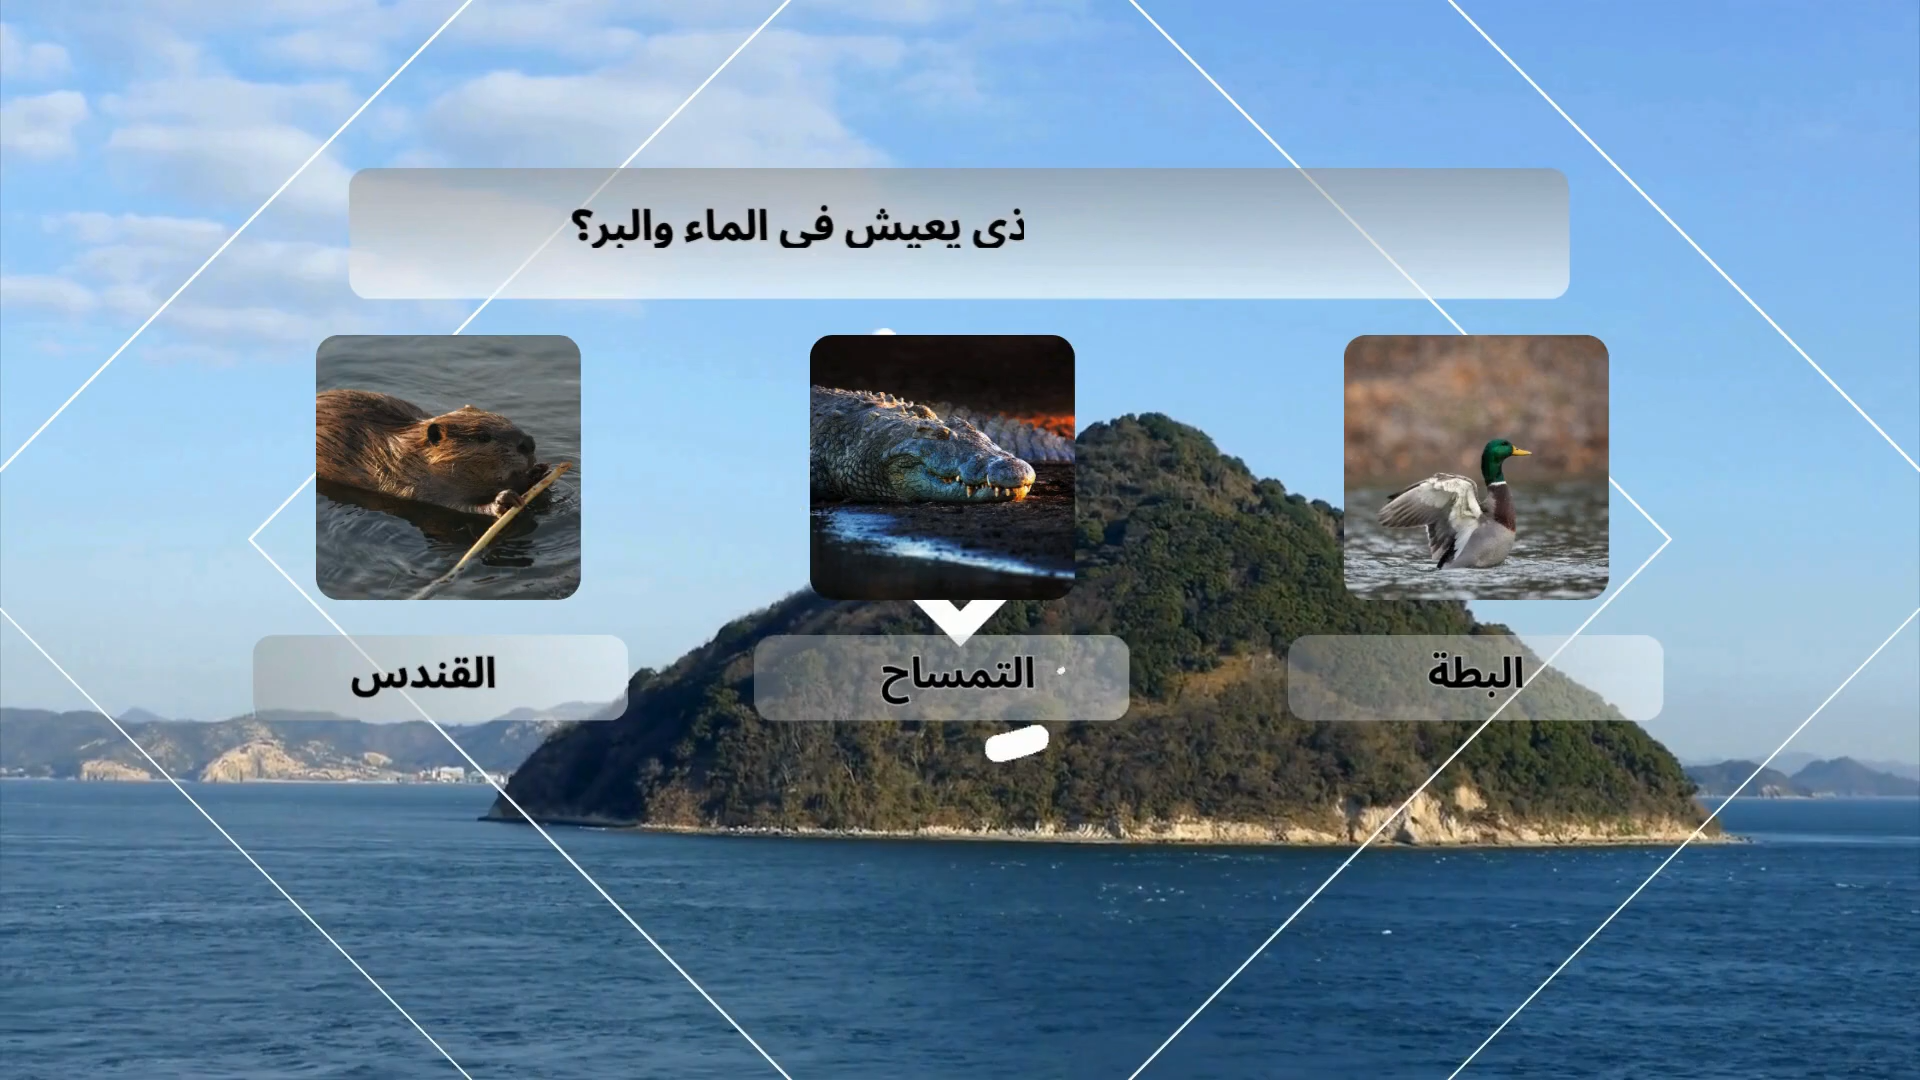 ذى يعيش فى الماء والبر؟
البطة
التمساح
القندس